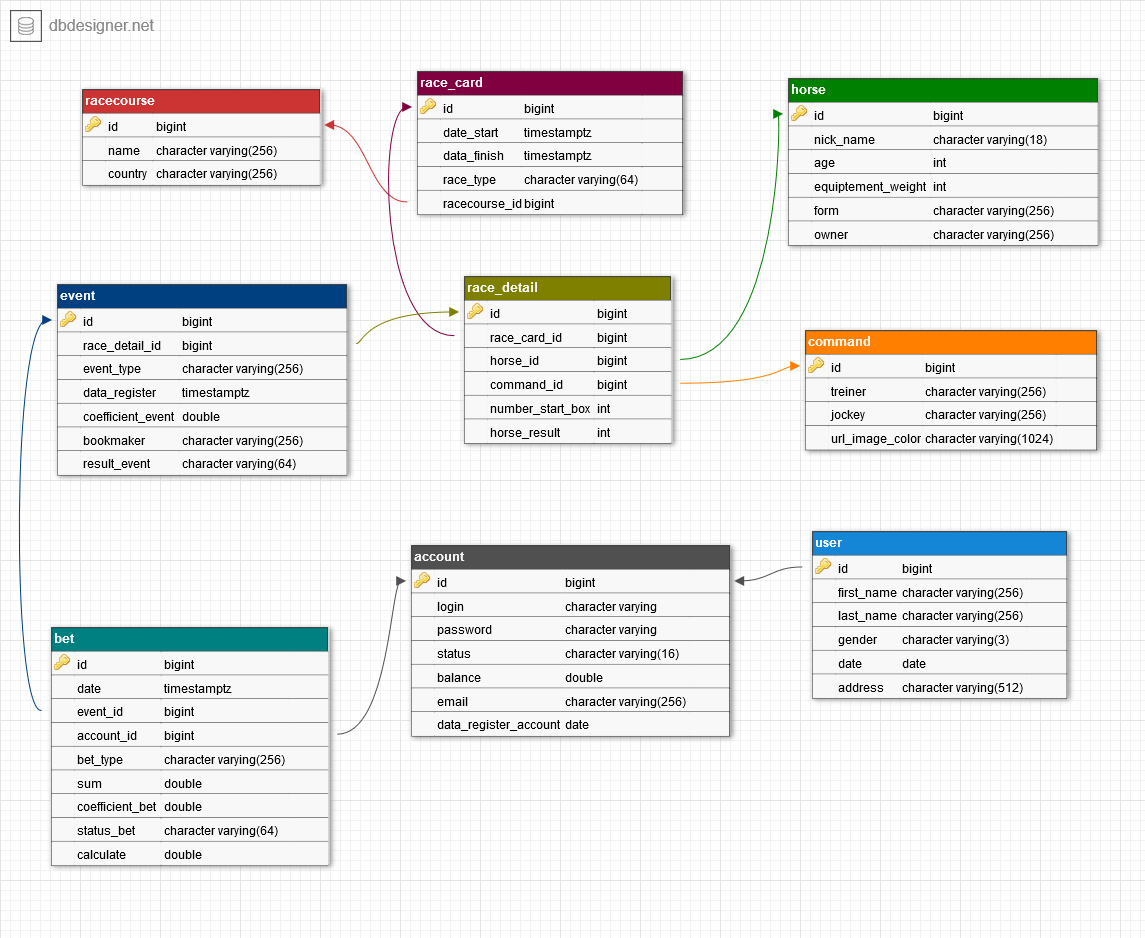 dbdesigner.net
racecourse
id bigint
name character varying(256)
country character varying(256)
race_card
id bigint
date_start timestamptz
data_finish timestamptz
race_type character varying(64)
racecourse_id bigint
horse
id bigint
nick_name character varying(18)
age int
equiptement_weight int
form character varying(256)
owner character varying(256)
event
id bigint
race_detail_id bigint
event_type character varying(256)
data_register timestamptz
coefficient_event double
bookmaker character varying(256)
result_event character varying(64)
race_detail
id bigint
race_card_id bigint
horse_id bigint
command_id bigint
number_start_box int
horse_result int
command
id bigint
treiner character varying(256)
jockey character varying(256)
url_image_color character varying(1024)
bet
id bigint
date timestamptz
event_id bigint
account_id bigint
bet_type character varying(256)
sum double
coefficient_bet double
status_bet character varying(64)
calculate double
account
id bigint
login character varying
password character varying
status character varying(16)
balance double
email character varying(256)
data_register_account date
user
id bigint
first_name character varying(256)
last_name character varying(256)
gender character varying(3)
date date
address character varying(512)